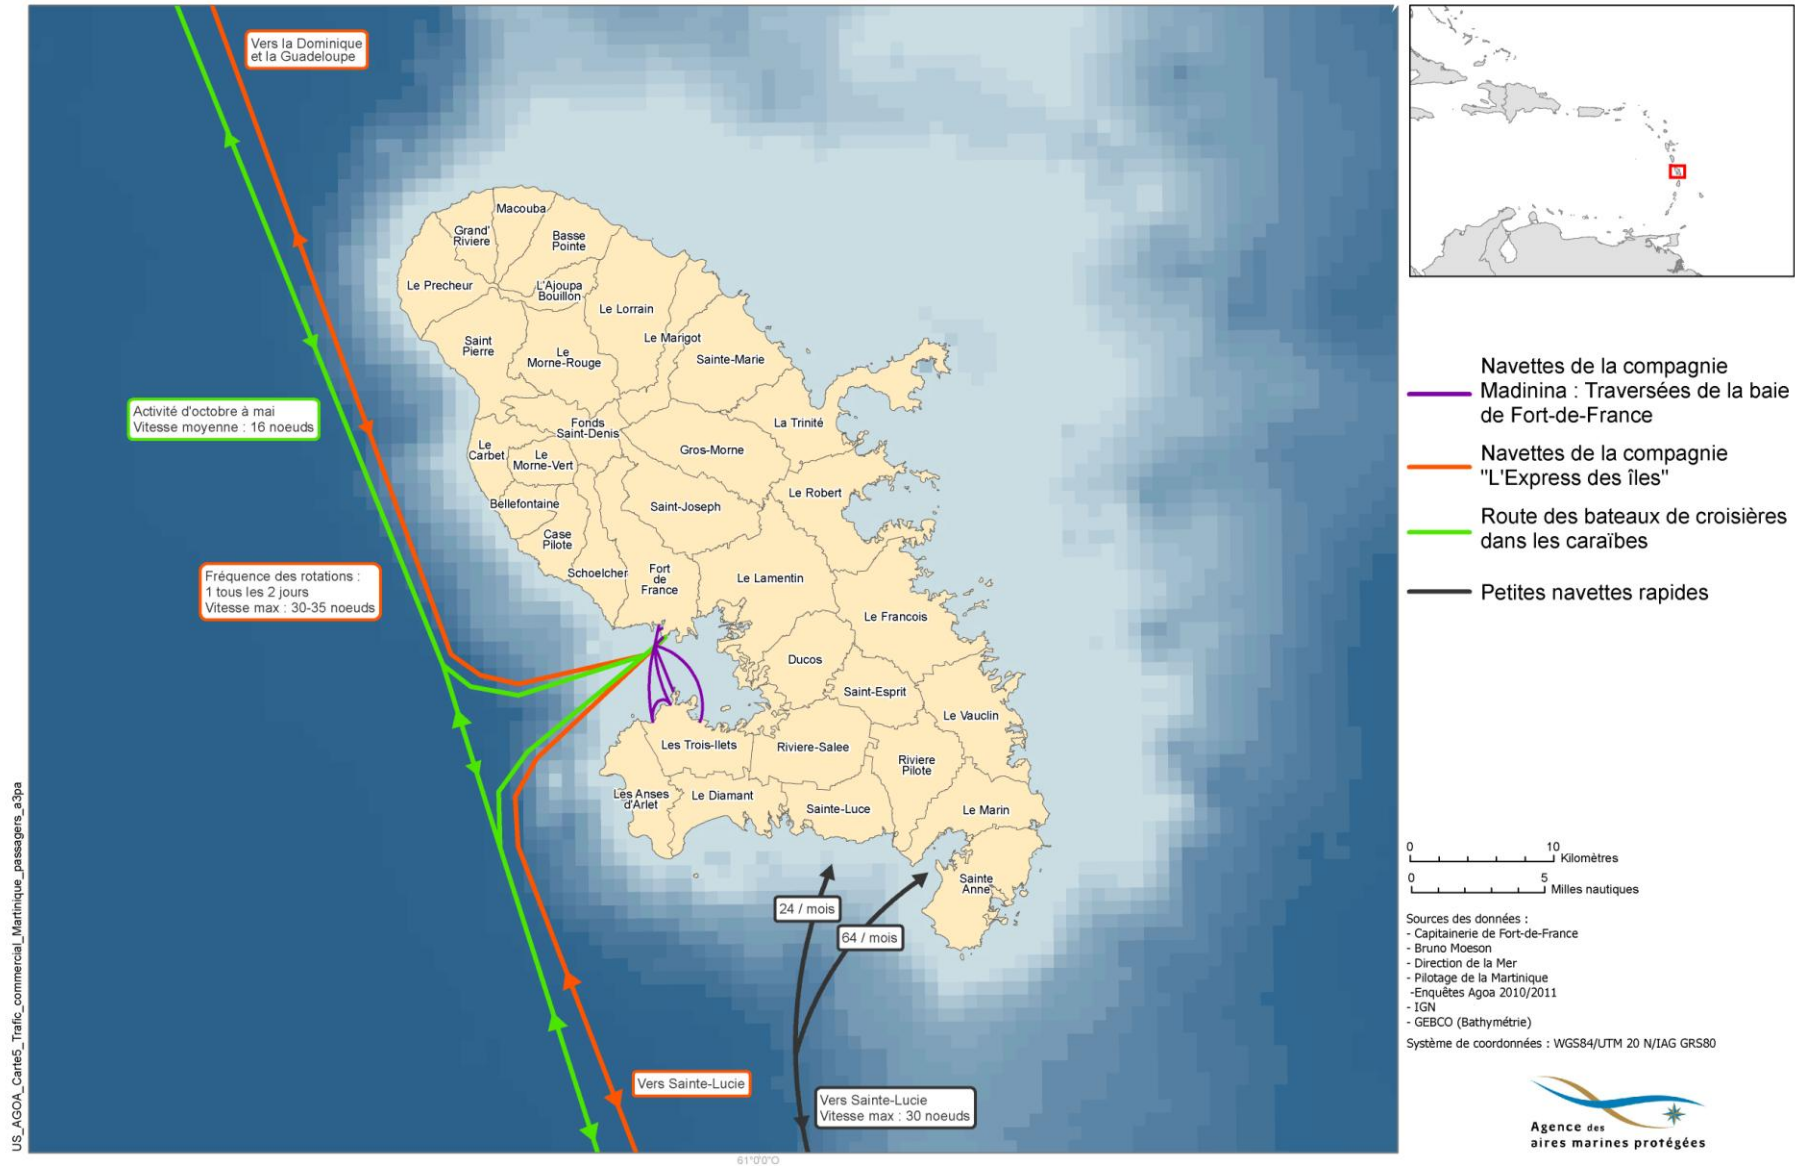 Vers la Dominique
et la Guadeloupe
Macouba
Grand'
Riviere
Basse
Pointe
Le Precheur
L'Ajoupa
Bouillon
Le Lorrain
Saint
Pierre
Le
Morne-Rouge
Le Marigot
Sainte-Marie
Activité d'octobre à mai
Vitesse moyenne : 16 noeuds
Fonds
Saint-Denis
La Trinité
Le
Carbet
Le
Morne-Vert
Gros-Morne
Bellefontaine
Saint-Joseph
Le Robert
Case
Pilote
Fréquence des rotations :
1 tous les 2 jours
Vitesse max : 30-35 noeuds
Schoelcher
Fort
de
France
Le Lamentin
Le Francois
Ducos
Saint-Esprit
Le Vauclin
Les Trois-Ilets
Riviere-Salee
Riviere
Pilote
Les Anses
d'Arlet
Le Diamant
Sainte-Luce
Le Marin
Sainte
Anne
24 / mois
64 / mois
Vers Sainte-Lucie
Vers Sainte-Lucie
Vitesse max : 30 noeuds
61°0'0"O
US_AGOA_Carte5_Trafic_commercial_Martinique_passagers_a3pa
Navettes de la compagnie
Madinina : Traversées de la baie
de Fort-de-France
Navettes de la compagnie
"L'Express des îles"
Route des bateaux de croisières
dans les caraïbes
Petites navettes rapides
0 10
Kilomètres
0 5
Milles nautiques
Sources des données :
- Capitainerie de Fort-de-France
- Bruno Moeson
- Direction de la Mer
- Pilotage de la Martinique
-Enquêtes Agoa 2010/2011
- IGN
- GEBCO (Bathymétrie)
Système de coordonnées : WGS84/UTM 20 N/IAG GRS80
Agence des
aires marines protégées